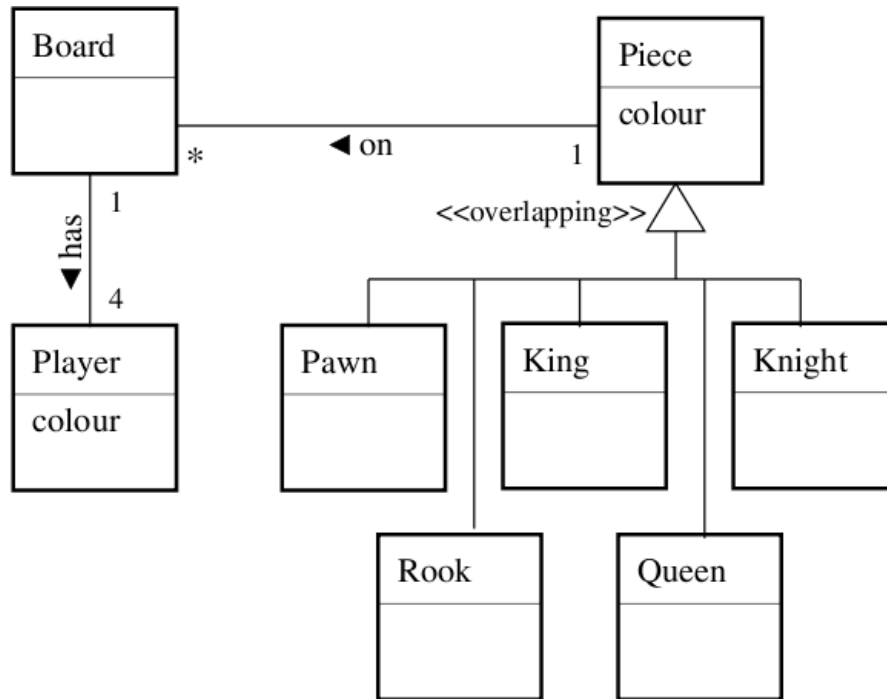 Board
Piece
colour
◀ on
*
1
1
<<overlapping>>
◀ has
4
Player
colour
Pawn
King
Knight
Rook
Queen